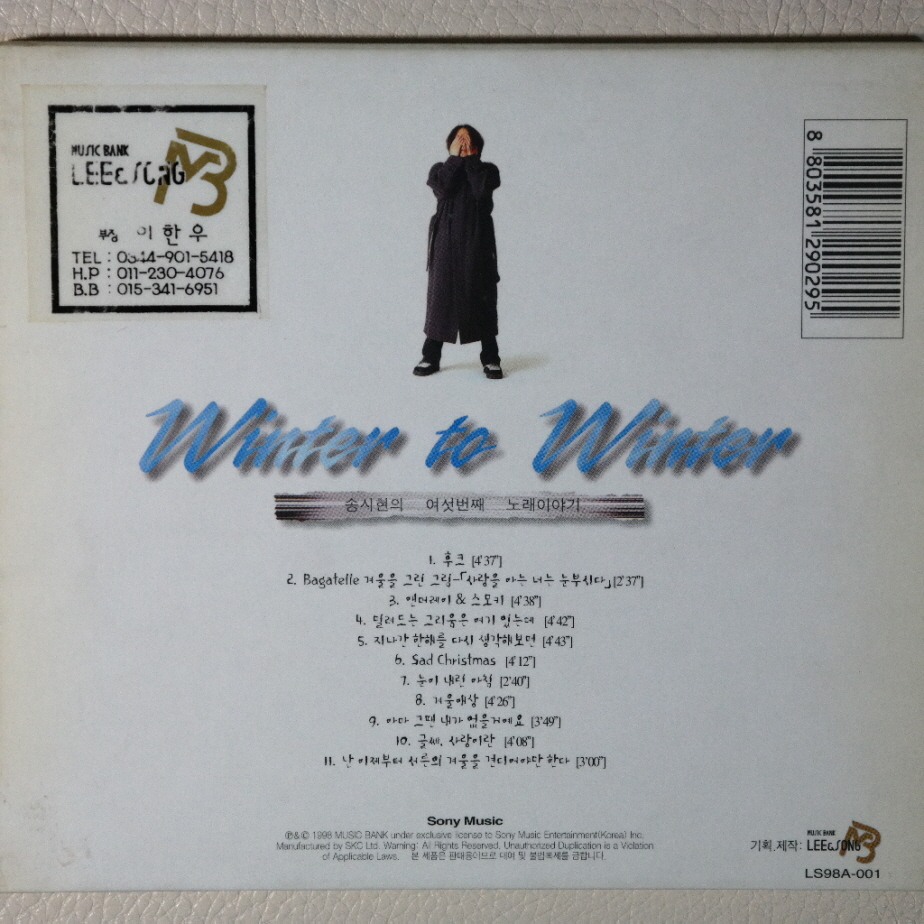 MUSIC BANK
LEE & SONG MB
부장 이한우
TEL : 0344-901-5418
H.P : 011-230-4076
B.B : 015-341-6951
8 803581 290295
Winter to Winter
송시현의 여섯번째 노래이야기
1. 후크 [4'37"]
2. Bagatelle 겨울을 그린 그림-「사랑을 아는 너는 눈부시다」[2'37"]
3. 앤더레이 & 스모키 [4'38"]
4. 덜려드는 그리움은 여기 있는데 [4'42"]
5. 지나간 한해를 다시 생각해보면 [4'43"]
6. Sad Christmas [4'12"]
7. 눈이 내린 아침 [2'40"]
8. 겨울애상 [4'26"]
9. 아마 그땐 내가 없을거예요 [3'49"]
10. 글쎄, 사랑이란 [4'08"]
11. 난 이제부터 서른의 겨울을 견디어야만 한다 [3'00"]
Sony Music
℗&© 1998 MUSIC BANK under exclusive license to Sony Music Entertainment(Korea) Inc.
Manufactured by SKC Ltd. Warning: All Rights Reserved. Unauthorized Duplication is a Violation
of Applicable Laws. 본 제품은 판매용이므로 대여 및 불법복제를 금합니다.
기획,제작 : MUSIC BANK LEE & SONG MB
LS98A-001